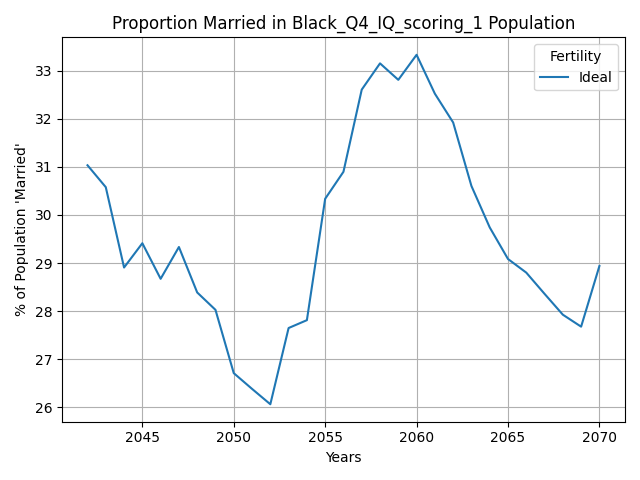 Proportion Married in Black_Q4_IQ_scoring_1 Population
Fertility
Ideal
% of Population 'Married'
33
32
31
30
29
28
27
26
2045
2050
2055
2060
2065
2070
Years